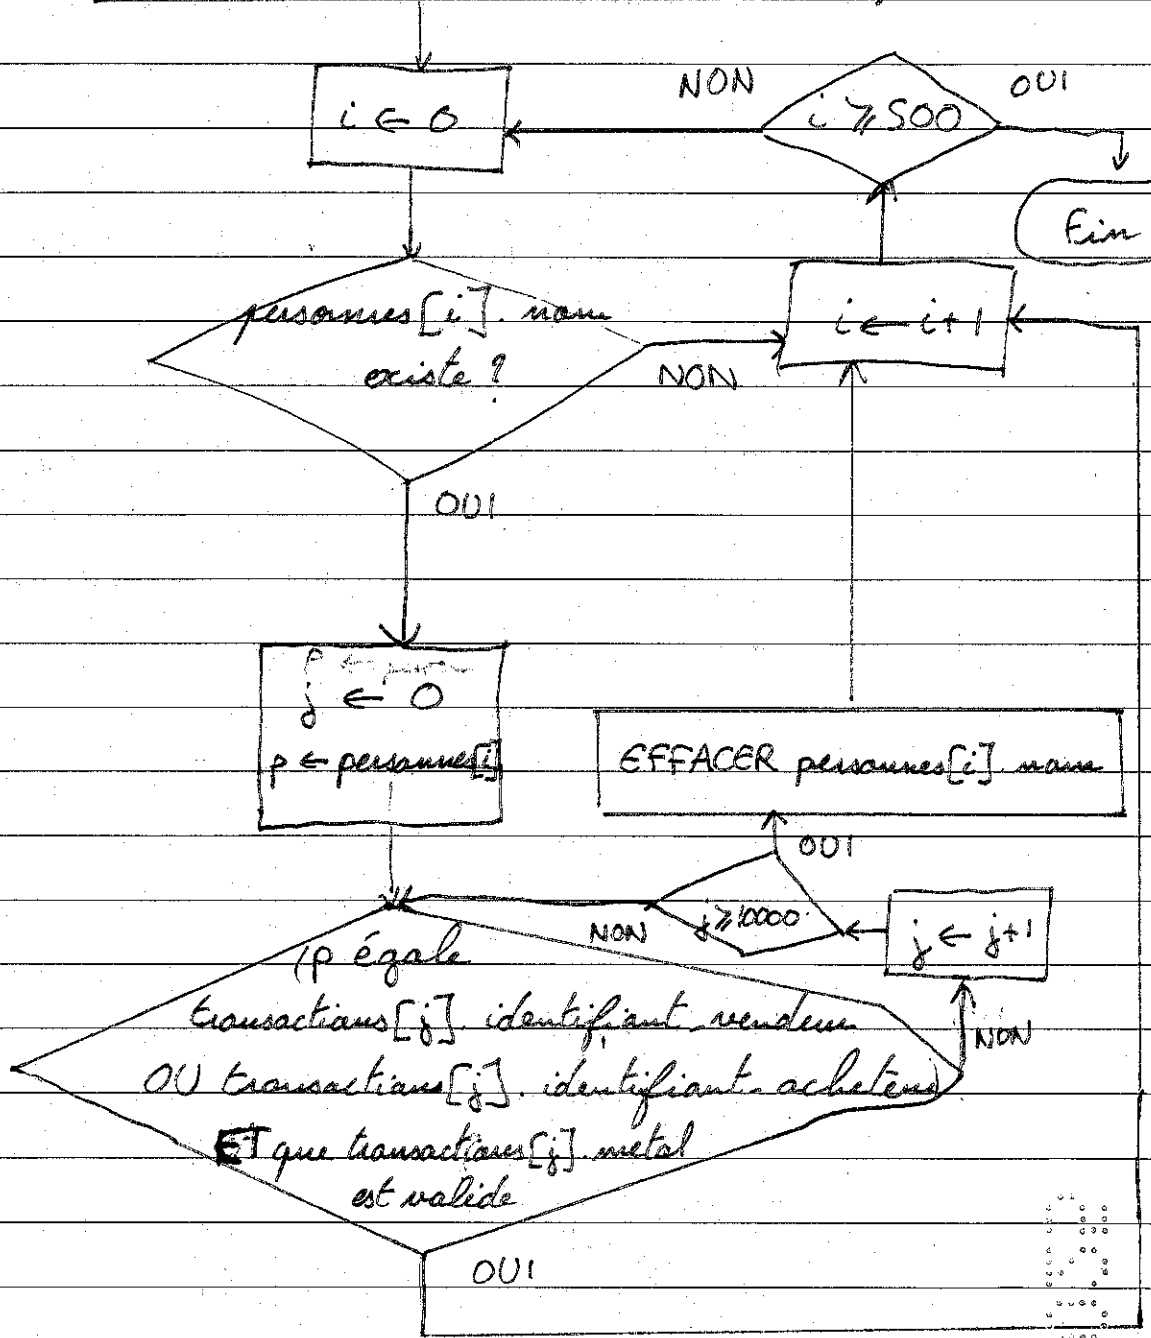 i ← 0
NON
i ⩾ 500
OUI
Fin
personnes[i].nom
existe ?
NON
i ← i+1
OUI
j ← 0
p ← personnes[i]
EFFACER personnes[i].nom
OUI
NON
j ⩾ 10000
j ← j+1
NON
(p égale
transactions[j].identifiant_vendeur
OU transactions[j].identifiant_acheteur)
ET que transactions[j].metal
est valide
OUI